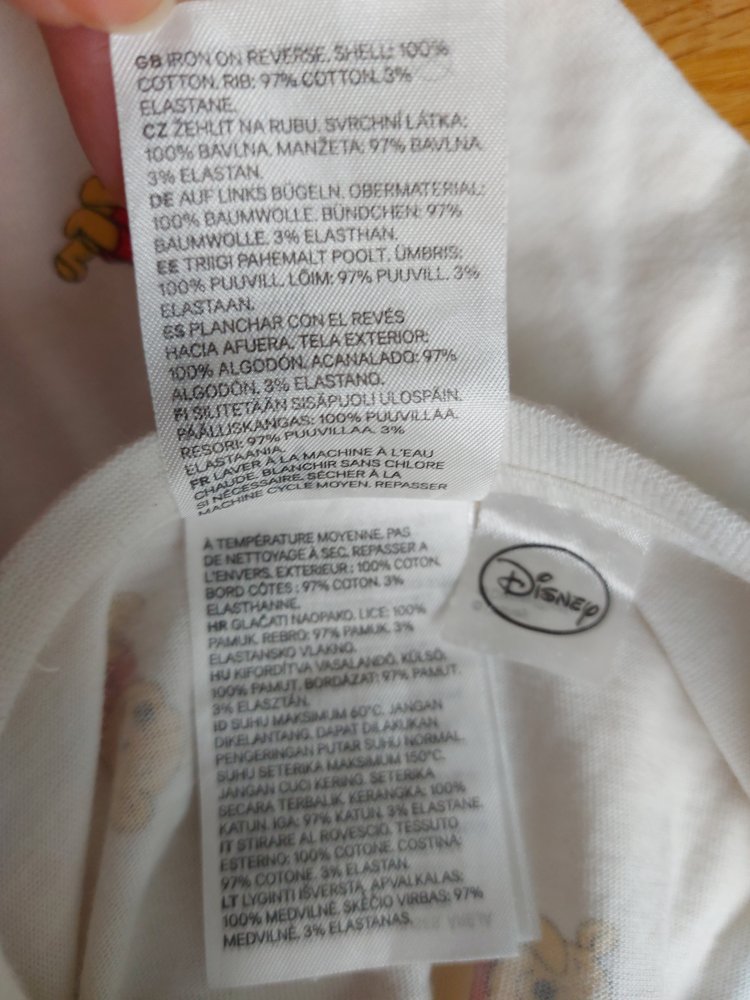 GB IRON ON REVERSE. SHELL: 100%
COTTON. RIB: 97% COTTON. 3%
ELASTANE.
CZ ŽEHLIT NA RUBU. SVRCHNÍ LÁTKA:
100% BAVLNA. MANŽETA: 97% BAVLNA.
3% ELASTAN.
DE AUF LINKS BÜGELN. OBERMATERIAL:
100% BAUMWOLLE. BÜNDCHEN: 97%
BAUMWOLLE. 3% ELASTHAN.
EE TRIIGI PAHEMALT POOLT. ÜMBRIS:
100% PUUVILL. LÕIM: 97% PUUVILL. 3%
ELASTAAN.
ES PLANCHAR CON EL REVÉS
HACIA AFUERA. TELA EXTERIOR:
100% ALGODÓN. ACANALADO: 97%
ALGODÓN. 3% ELASTANO.
FI SILITETÄÄN SISÄPUOLI ULOSPÄIN.
PÄÄLLISKANGAS: 100% PUUVILLAA.
RESORI: 97% PUUVILLAA. 3%
ELASTAANIA.
FR LAVER À LA MACHINE À L'EAU
CHAUDE. BLANCHIR SANS CHLORE
SI NÉCESSAIRE. SÉCHER À LA
MACHINE CYCLE MOYEN. REPASSER
À TEMPÉRATURE MOYENNE. PAS
DE NETTOYAGE À SEC. REPASSER A
L'ENVERS. EXTERIEUR : 100% COTON.
BORD CÔTES : 97% COTON. 3%
ELASTHANNE.
HR GLAČATI NAOPAKO. LICE: 100%
PAMUK. REBRO: 97% PAMUK. 3%
ELASTANSKO VLAKNO.
HU KIFORDÍTVA VASALANDÓ. KÜLSŐ:
100% PAMUT. BORDÁZAT: 97% PAMUT.
3% ELASZTÁN.
ID SUHU MAKSIMUM 60°C. JANGAN
DIKELANTANG. DAPAT DILAKUKAN
PENGERINGAN PUTAR SUHU NORMAL.
SUHU SETERIKA MAKSIMUM 150°C.
JANGAN CUCI KERING. SETERIKA
SECARA TERBALIK. KERANGKA: 100%
KATUN. IGA: 97% KATUN. 3% ELASTANE.
IT STIRARE AL ROVESCIO. TESSUTO
ESTERNO: 100% COTONE. COSTINA:
97% COTONE. 3% ELASTAN.
LT LYGINTI IŠVERSTĄ. APVALKALAS:
100% MEDVILNĖ. SKĖČIO VIRBAS: 97%
MEDVILNĖ, 3% ELASTANAS.
Disney